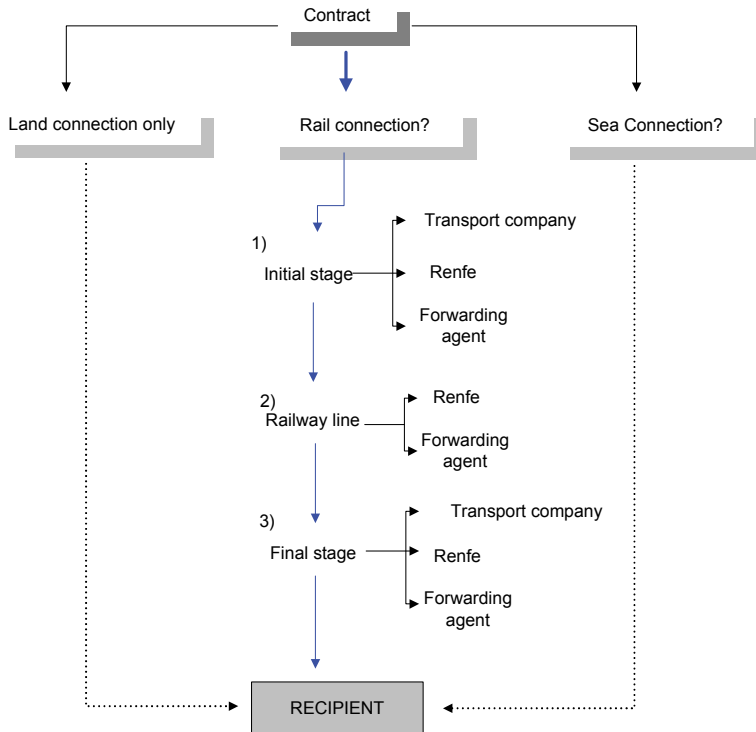 Contract
Land connection only
Rail connection?
Sea Connection?
1)
Initial stage
Transport company
Renfe
Forwarding
agent
2)
Railway line
Renfe
Forwarding
agent
3)
Final stage
Transport company
Renfe
Forwarding
agent
RECIPIENT